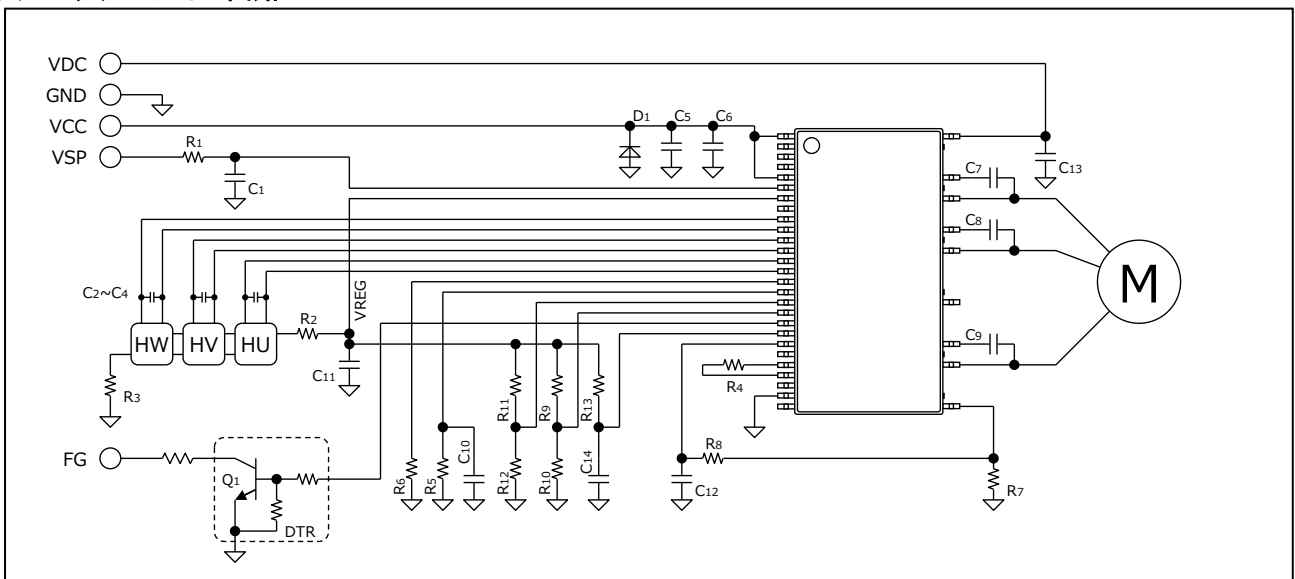 VDC
GND
VCC
VSP
R1
C1
D1
C5
C6
C7
C8
C9
C13
M
C2~C4
HW
HV
HU
R2
VREG
C11
R3
R11
R9
R13
R4
R8
R7
C12
FG
Q1
DTR
R6
R5
C10
R12
R10
C14